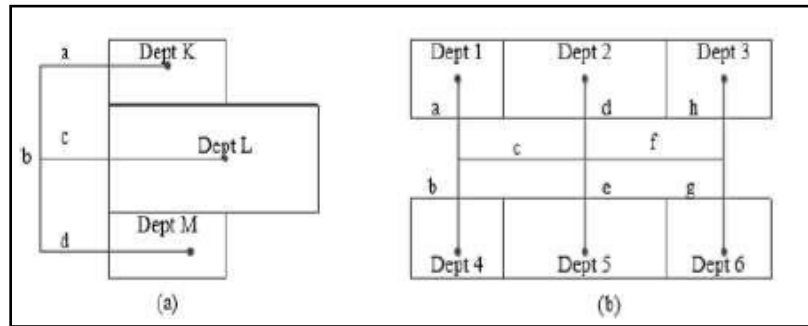 a Dept K
c
b Dept L
d Dept M
(a)
Dept 1 Dept 2 Dept 3
a d h
c f
b e g
Dept 4 Dept 5 Dept 6
(b)